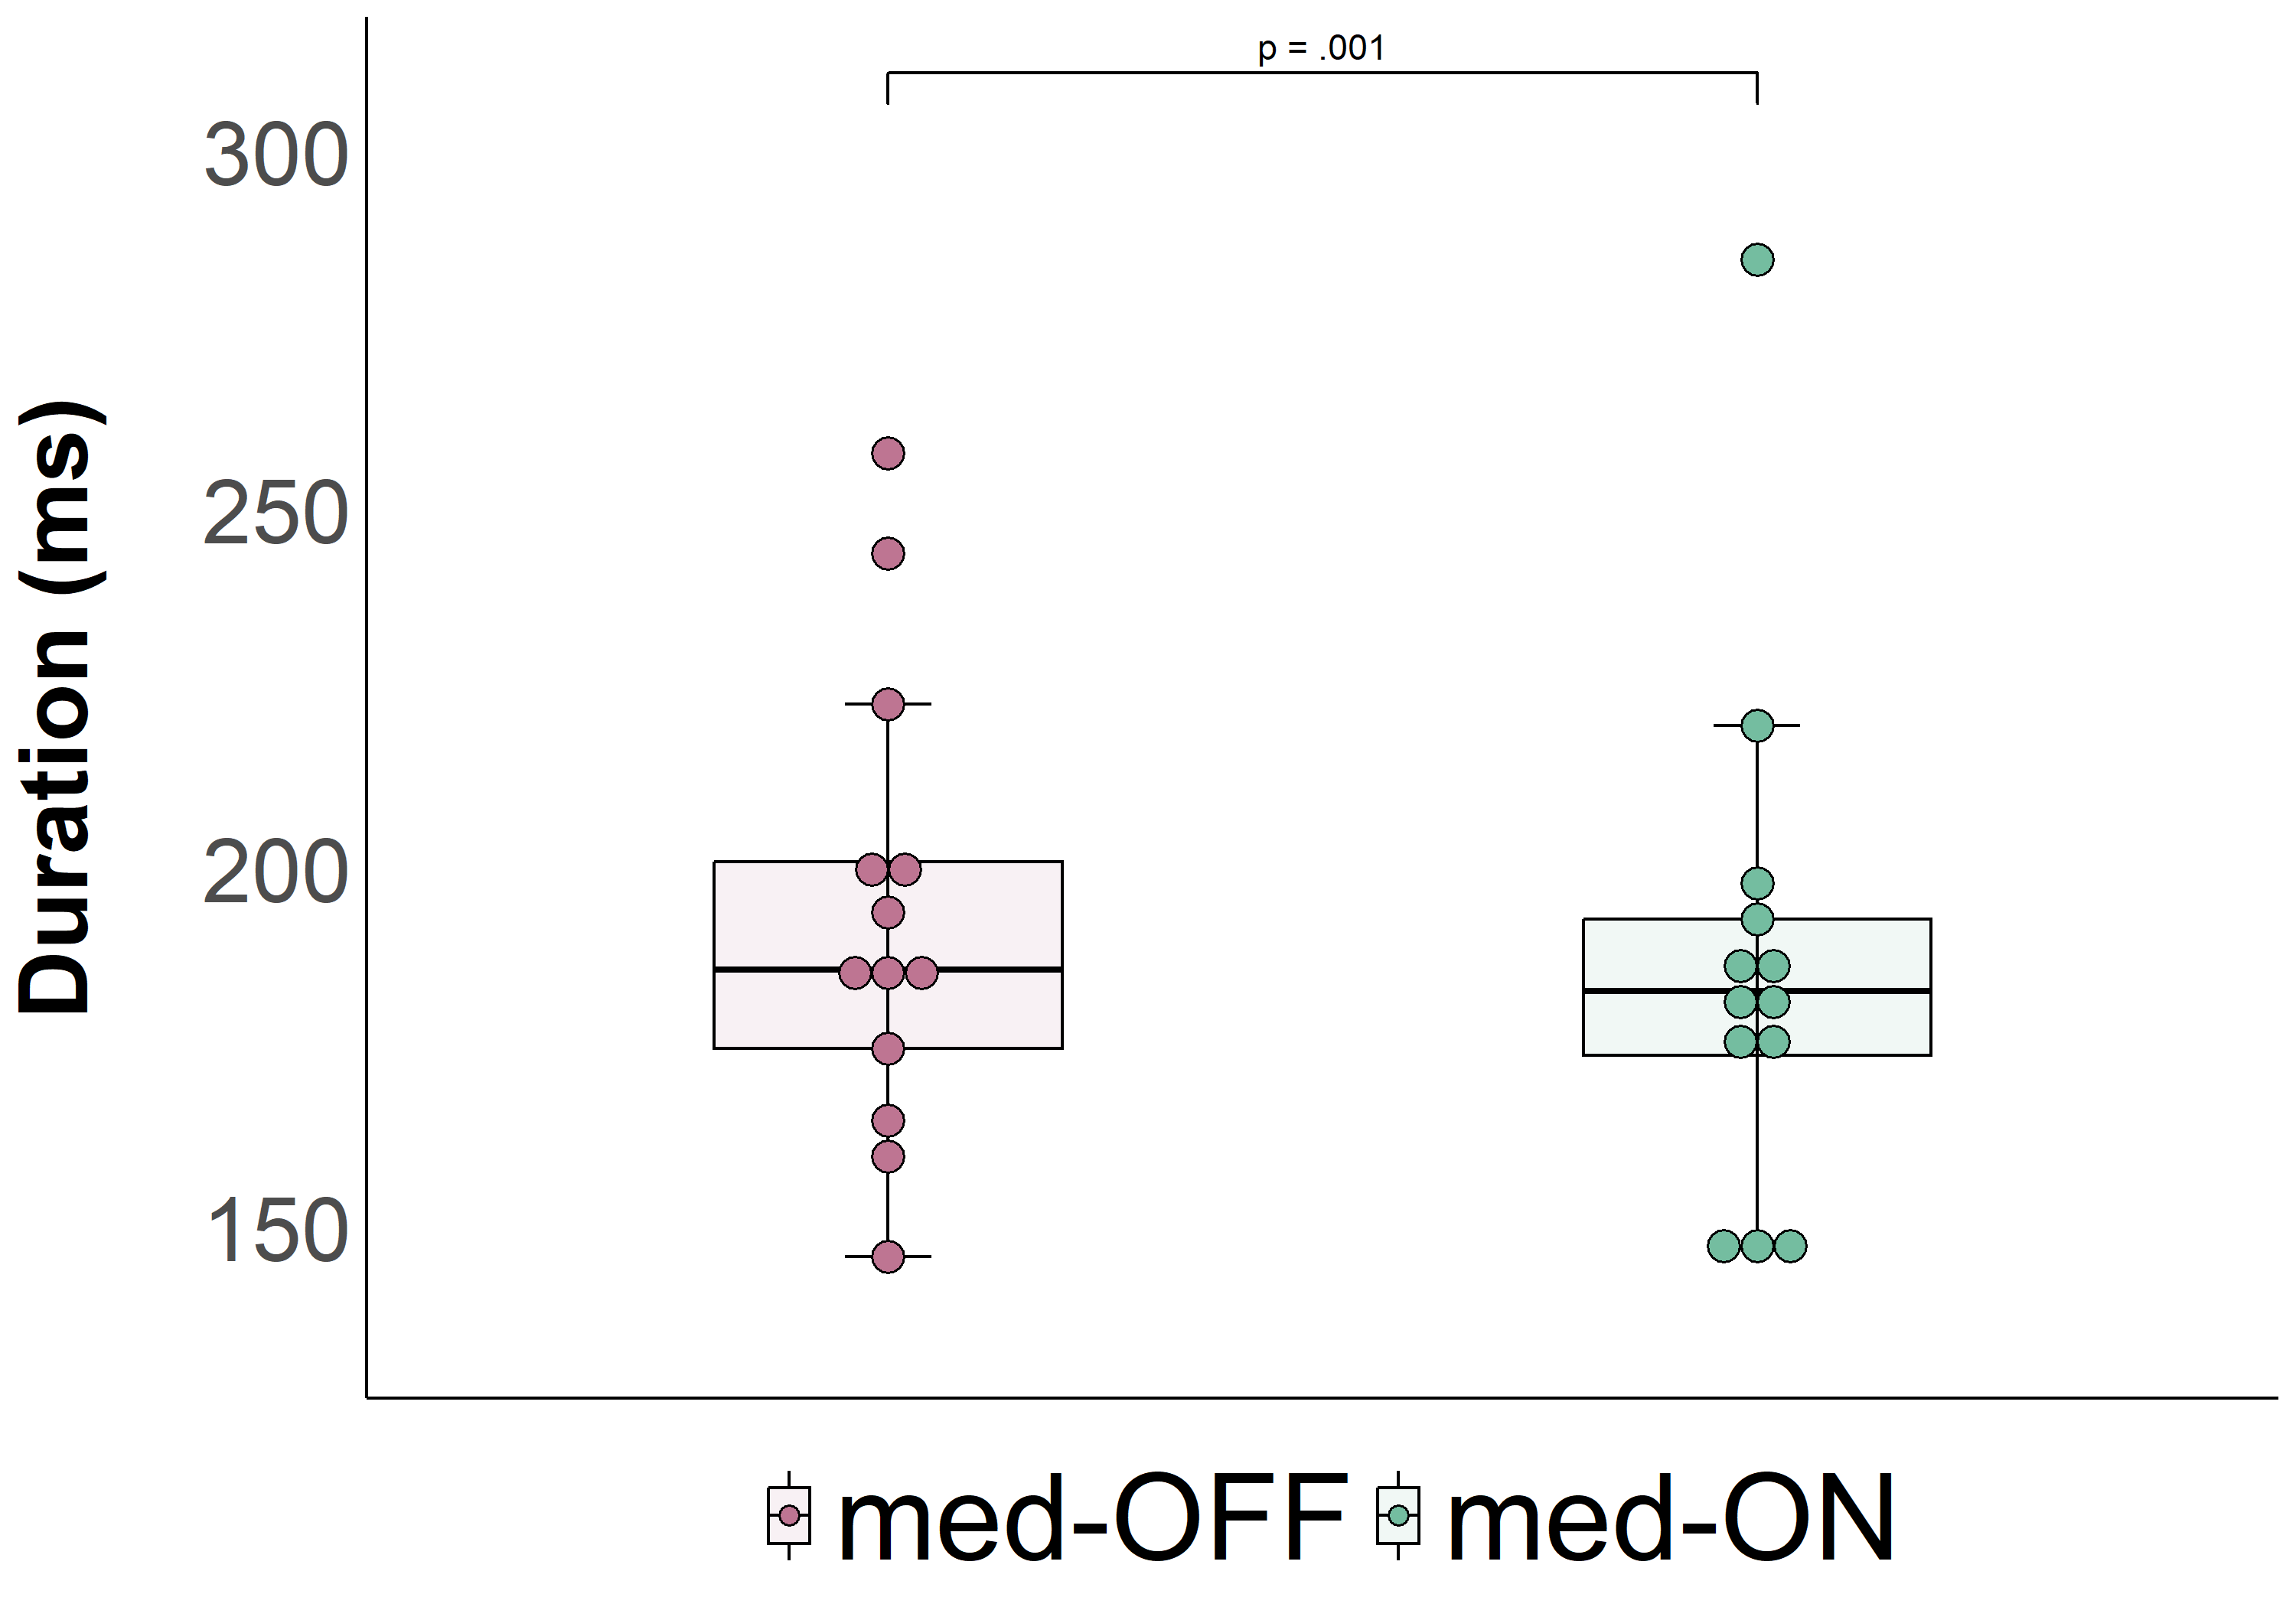 p = .001
300
250
200
150
Duration (ms)
med-OFF med-ON